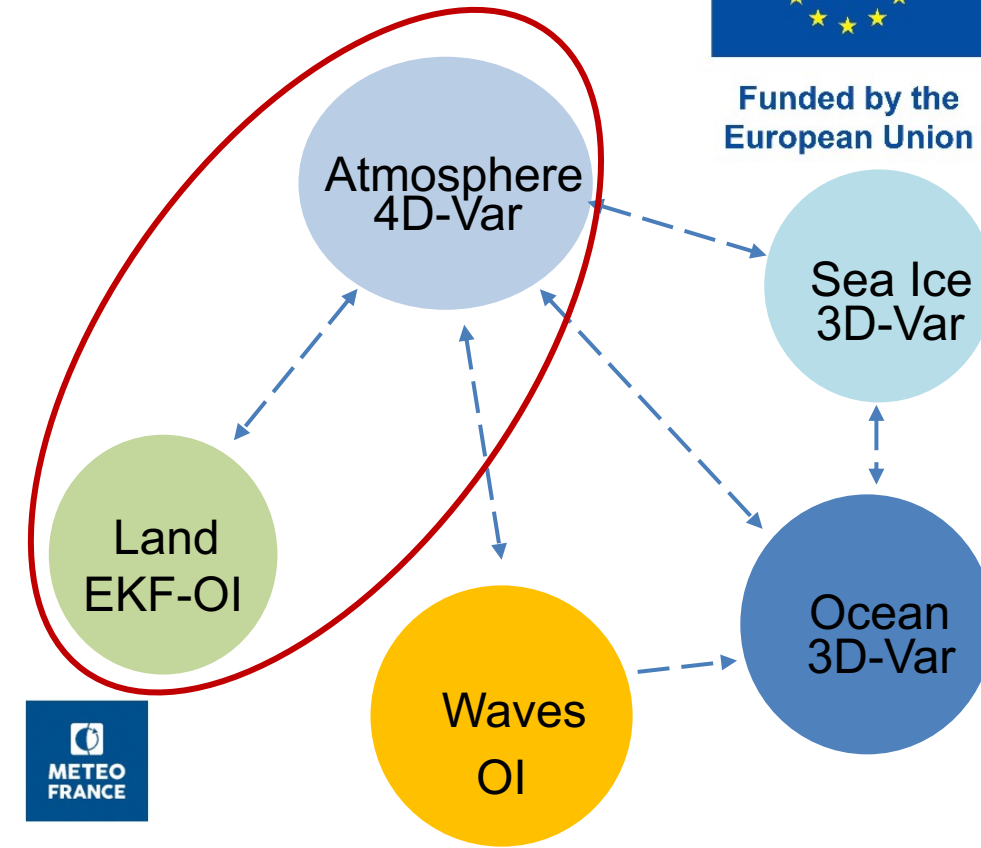 Funded by the
European Union
Atmosphere
4D-Var
Sea Ice
3D-Var
Land
EKF-OI
Ocean
3D-Var
Waves
OI
METEO
FRANCE